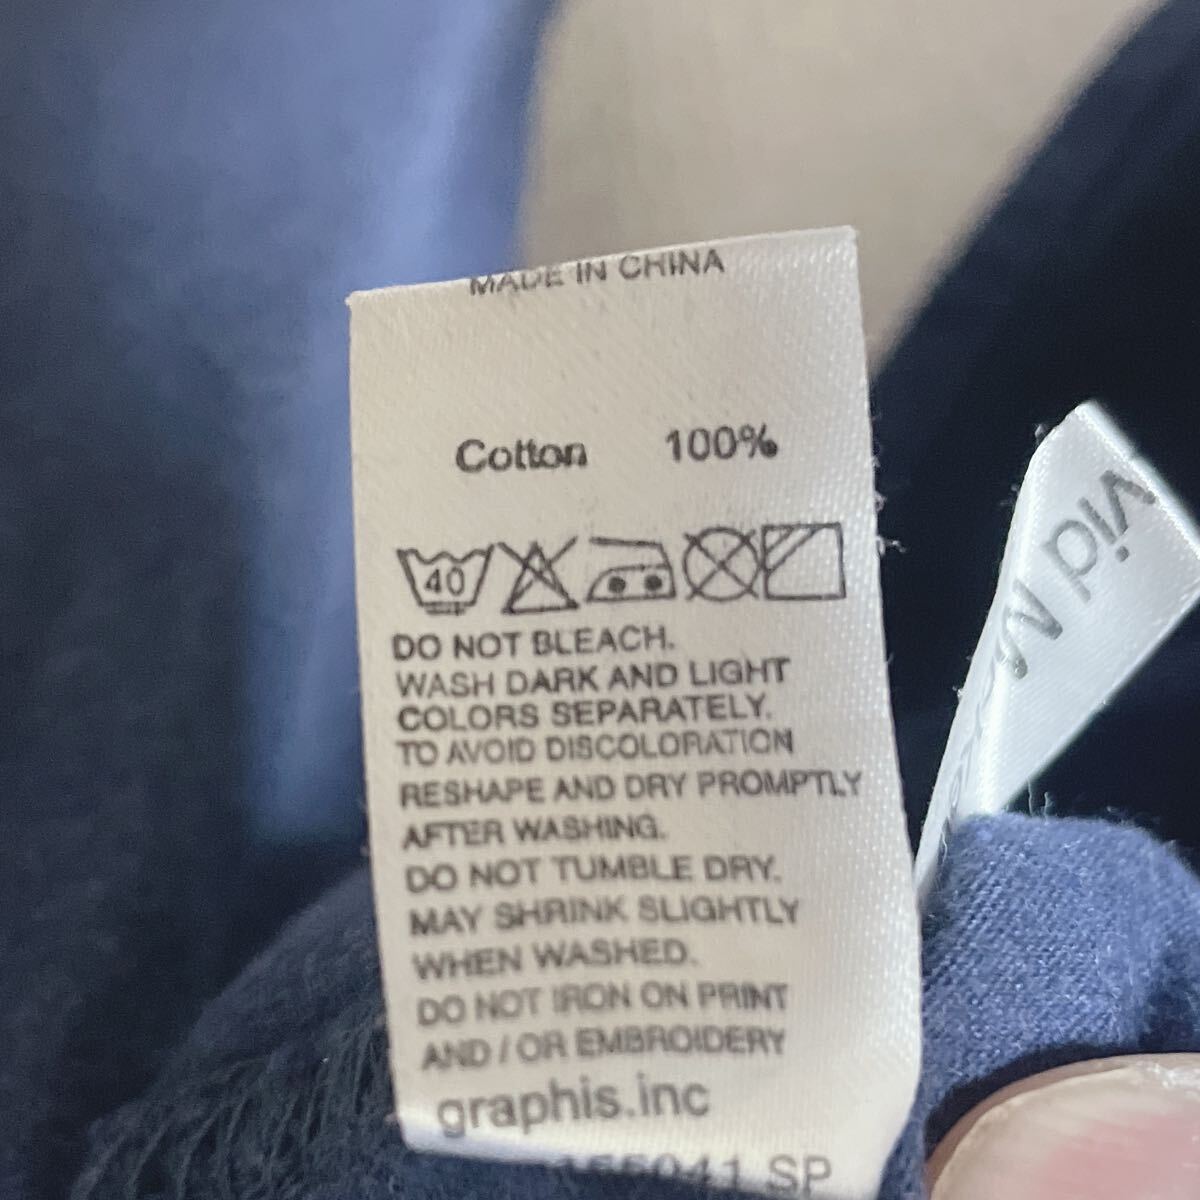 MADE IN CHINA
Cotton 100%
40
DO NOT BLEACH.
WASH DARK AND LIGHT
COLORS SEPARATELY.
TO AVOID DISCOLORATION
RESHAPE AND DRY PROMPTLY
AFTER WASHING.
DO NOT TUMBLE DRY.
MAY SHRINK SLIGHTLY
WHEN WASHED.
DO NOT IRON ON PRINT
AND / OR EMBROIDERY
graphis.inc
SP